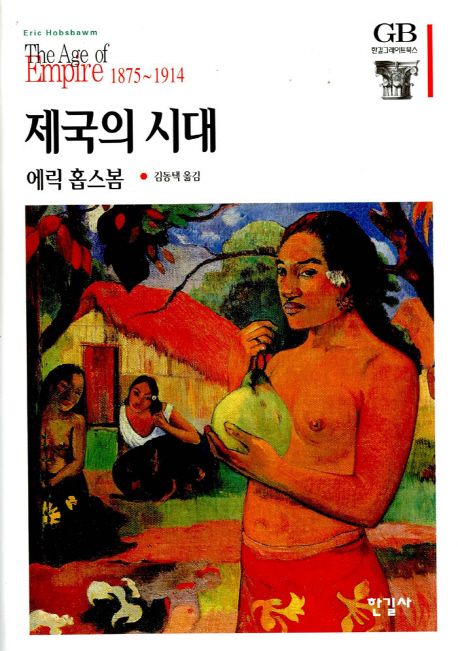 Eric Hobsbawm
The Age of
Empire 1875~1914
GB
한길그레이트북스
제국의 시대
에릭 홉스봄 • 김동택 옮김
한길사